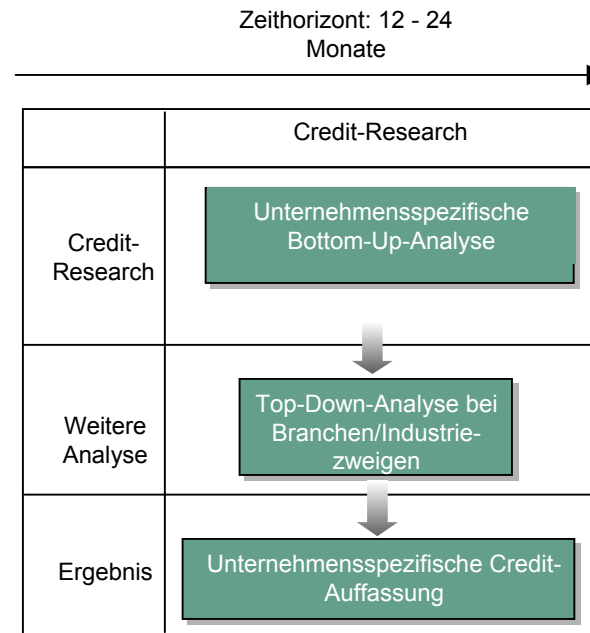 Zeithorizont: 12 - 24
Monate
Credit-Research
Credit-
Research
Unternehmensspezifische
Bottom-Up-Analyse
Weitere
Analyse
Top-Down-Analyse bei
Branchen/Industrie-
zweigen
Ergebnis
Unternehmensspezifische Credit-
Auffassung